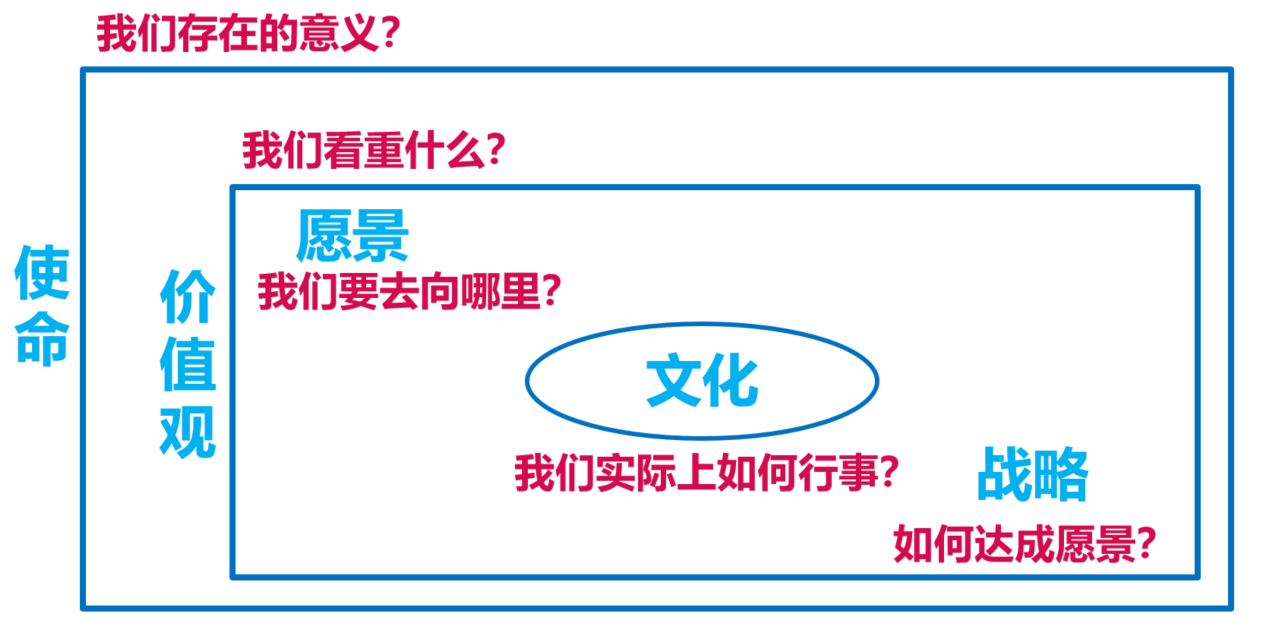 我们存在的意义?
我们看重什么?
愿景
我们要去向哪里?
使命
价值观
文化
我们实际上如何行事?
战略
如何达成愿景?